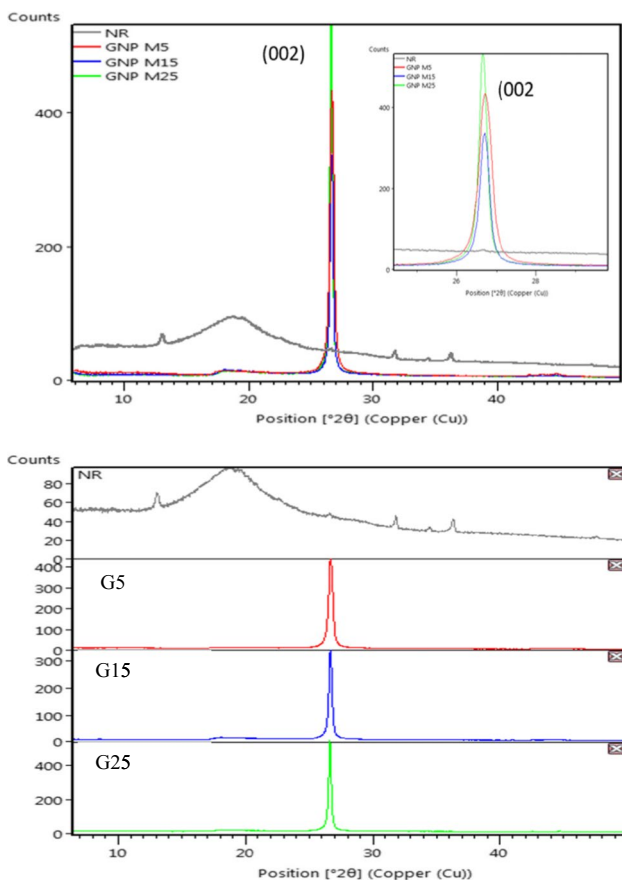 Counts
NR
GNP M5
GNP M15
GNP M25
(002)
400
200
0
10
20
30
40
Position [°2θ] (Copper (Cu))
Counts
NR
GNP M5
GNP M15
GNP M25
(002
400
200
0
26
28
Position [°2θ] (Copper (Cu))
Counts
NR
80
60
40
20
0
G5
400
300
200
100
0
G15
300
200
100
0
G25
400
200
0
10
20
30
40
Position [°2θ] (Copper (Cu))